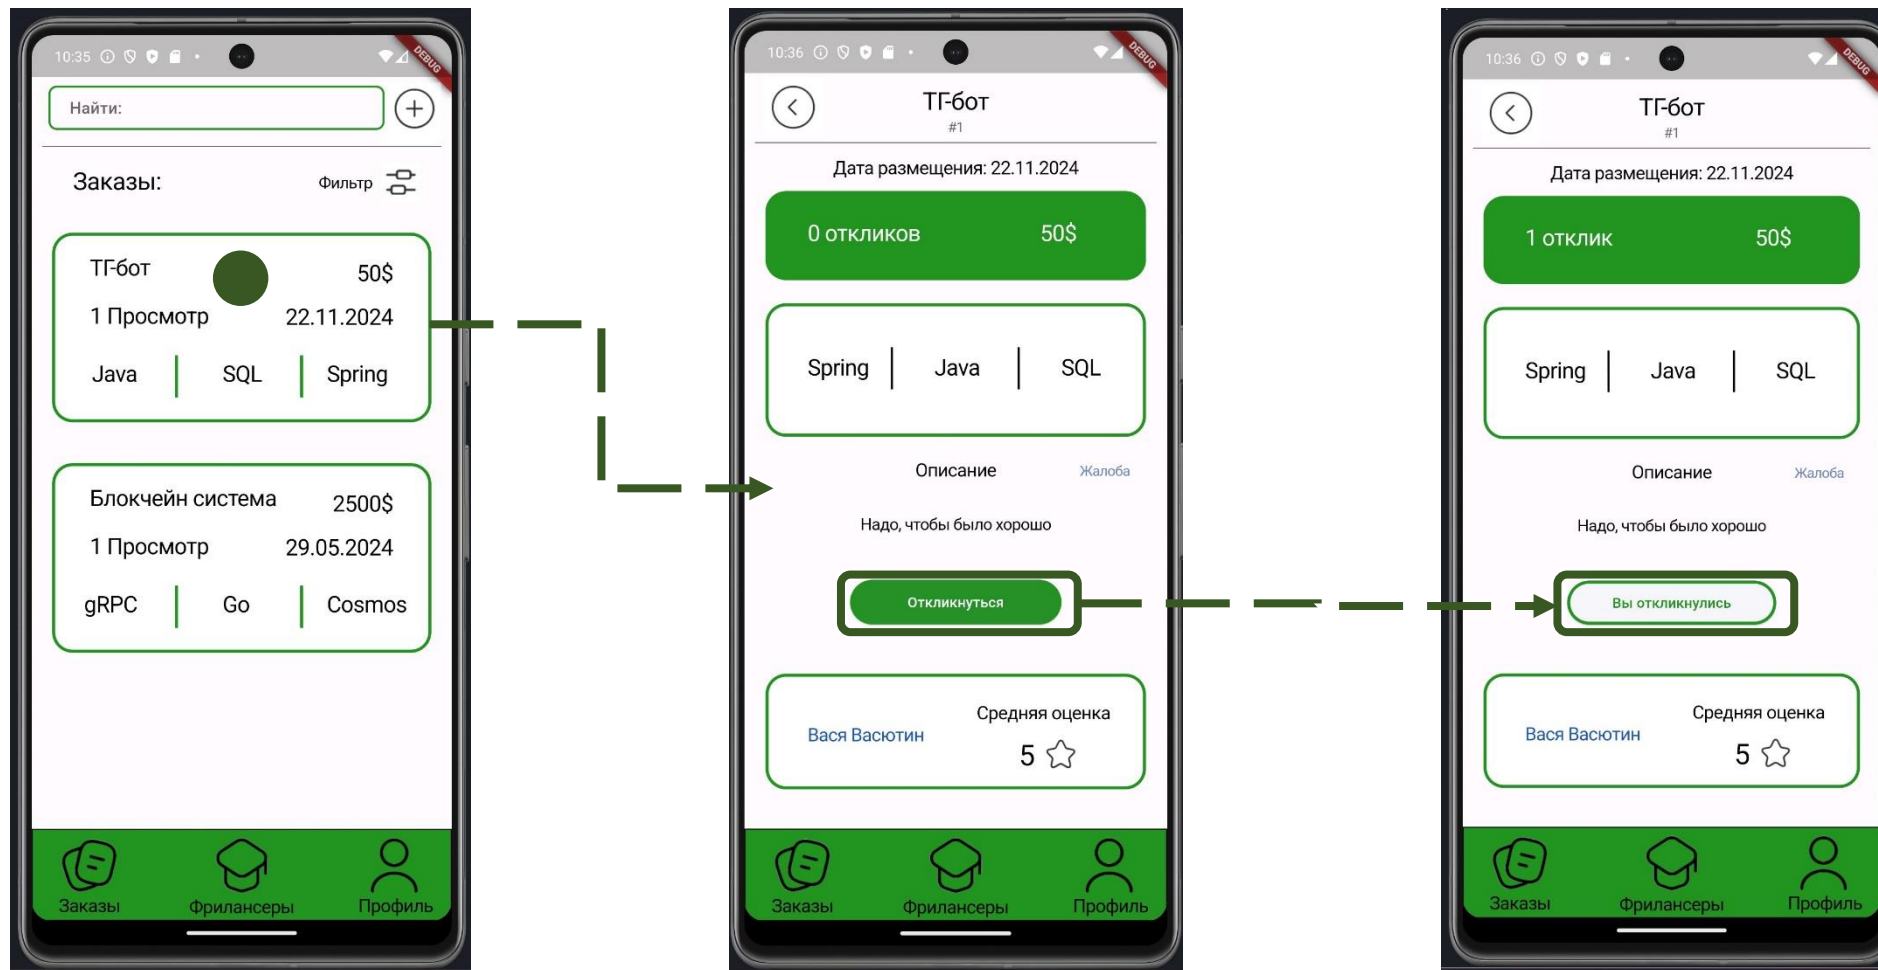 10:35
DEBUG
Найти:
Заказы:
Фильтр
ТГ-бот
50$
1 Просмотр
22.11.2024
Java
SQL
Spring
Блокчейн система
2500$
1 Просмотр
29.05.2024
gRPC
Go
Cosmos
Заказы
Фрилансеры
Профиль
10:36
DEBUG
ТГ-бот
#1
Дата размещения: 22.11.2024
0 откликов
50$
Spring
Java
SQL
Описание
Жалоба
Надо, чтобы было хорошо
Откликнуться
Средняя оценка
Вася Васютин
5
Заказы
Фрилансеры
Профиль
10:36
DEBUG
ТГ-бот
#1
Дата размещения: 22.11.2024
1 отклик
50$
Spring
Java
SQL
Описание
Жалоба
Надо, чтобы было хорошо
Вы откликнулись
Средняя оценка
Вася Васютин
5
Заказы
Фрилансеры
Профиль